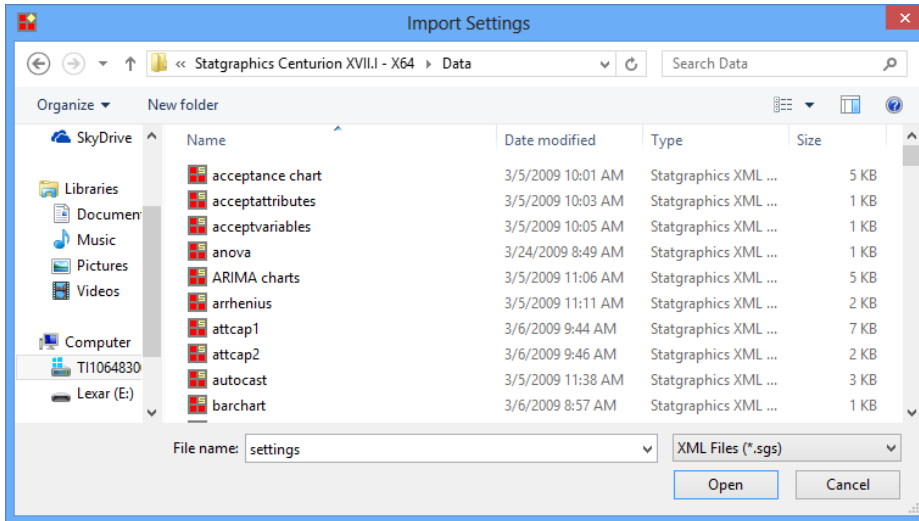 Import Settings
« Statgraphics Centurion XVII.I - X64 Data
Search Data
Organize New folder
SkyDrive
Libraries
Documen
Music
Pictures
Videos
Computer
TI1064830
Lexar (E:)
Name Date modified Type Size
acceptance chart 3/5/2009 10:01 AM Statgraphics XML ... 5 KB
acceptattributes 3/5/2009 10:03 AM Statgraphics XML ... 1 KB
acceptvariables 3/5/2009 10:05 AM Statgraphics XML ... 1 KB
anova 3/24/2009 8:49 AM Statgraphics XML ... 1 KB
ARIMA charts 3/5/2009 11:06 AM Statgraphics XML ... 5 KB
arrhenius 3/5/2009 11:11 AM Statgraphics XML ... 2 KB
attcap1 3/6/2009 9:44 AM Statgraphics XML ... 7 KB
attcap2 3/6/2009 9:46 AM Statgraphics XML ... 2 KB
autocast 3/5/2009 11:38 AM Statgraphics XML ... 3 KB
barchart 3/6/2009 8:57 AM Statgraphics XML ... 1 KB
File name: settings XML Files (*.sgs)
Open Cancel